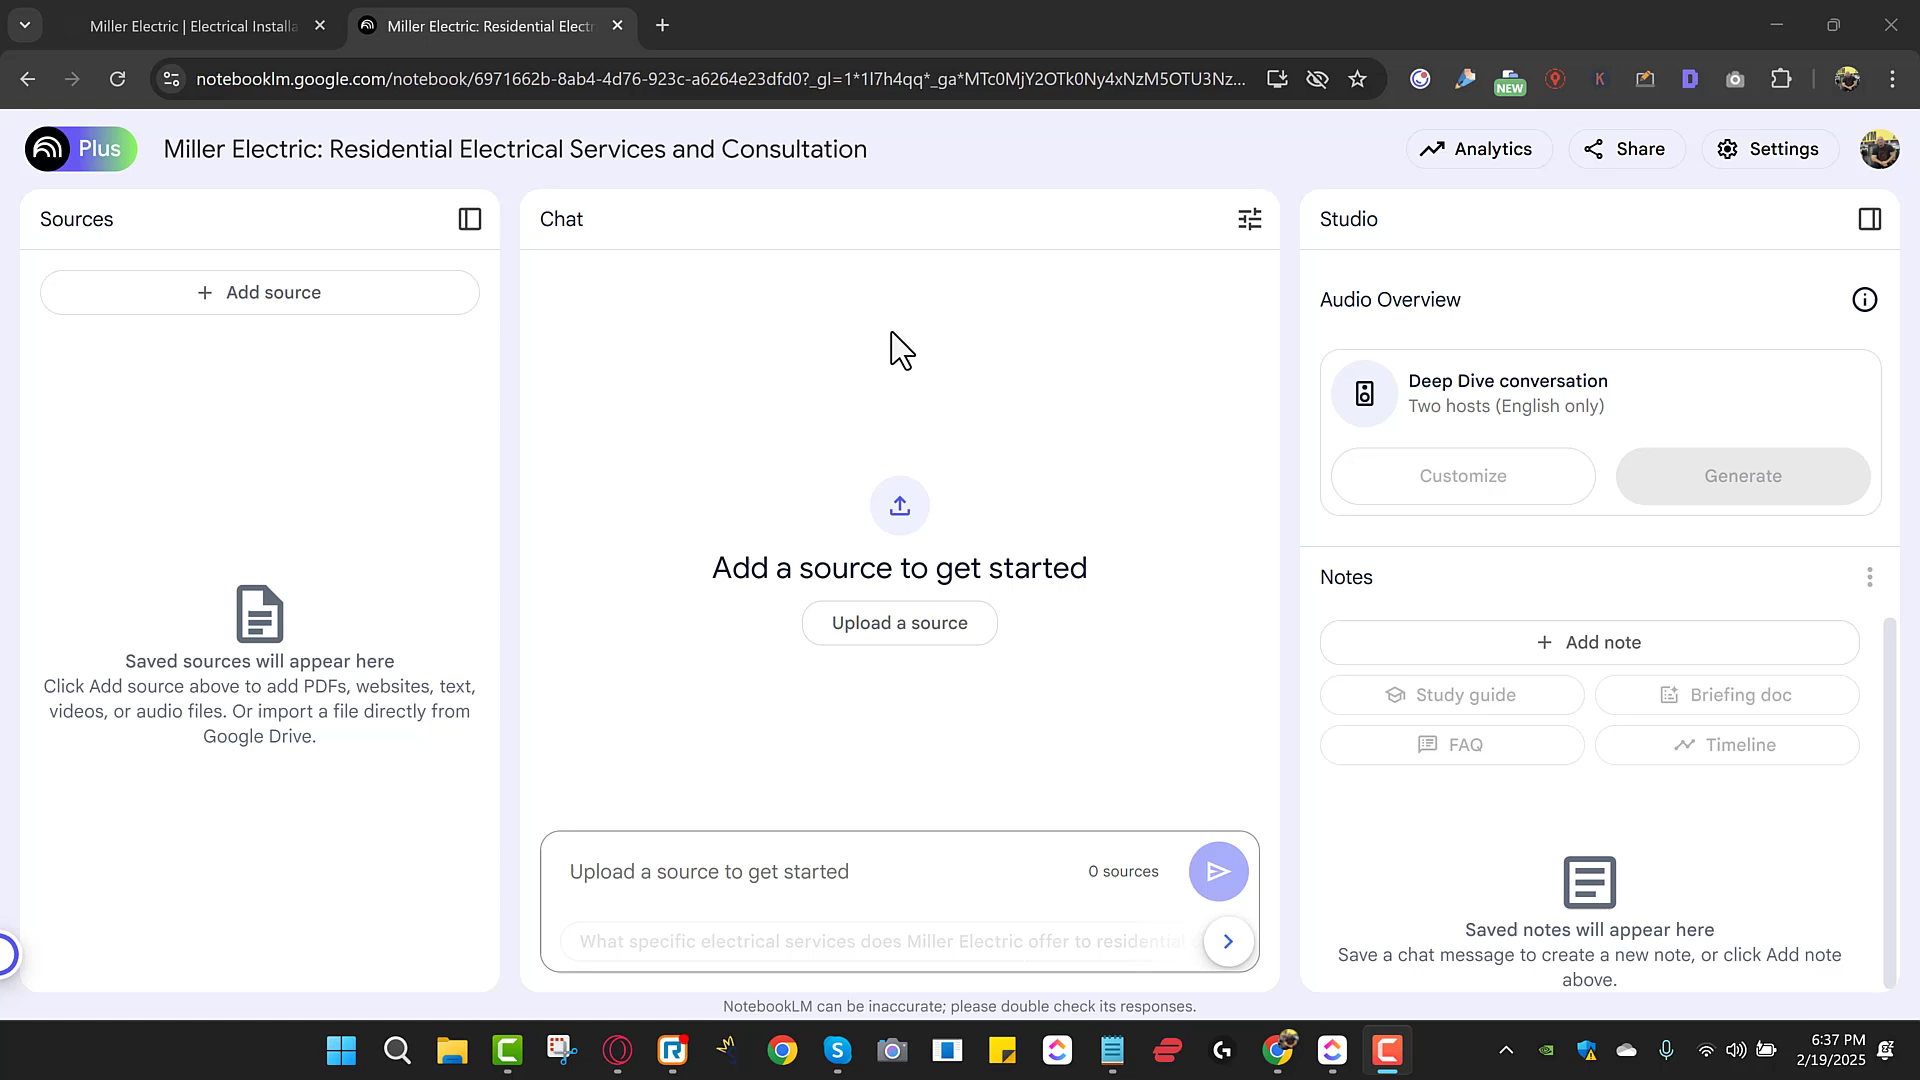 Miller Electric | Electrical Installa
Miller Electric: Residential Elect
notebooklm.google.com/notebook/6971662b-8ab4-4d76-923c-a6264e23dfd0?_gl=1*1l7h4qq*_ga*MTc0MjY2OTk0Ny4xNzM5OTU3Nz...
NEW
K
Plus
Miller Electric: Residential Electrical Services and Consultation
Analytics
Share
Settings
Sources
Chat
Studio
+ Add source
Audio Overview
Deep Dive conversation
Two hosts (English only)
Customize
Generate
Add a source to get started
Upload a source
Notes
+ Add note
Study guide
Briefing doc
FAQ
Timeline
Saved sources will appear here
Click Add source above to add PDFs, websites, text,
videos, or audio files. Or import a file directly from
Google Drive.
Upload a source to get started
0 sources
What specific electrical services does Miller Electric offer to residential
Saved notes will appear here
Save a chat message to create a new note, or click Add note
above.
NotebookLM can be inaccurate; please double check its responses.
6:37 PM
2/19/2025